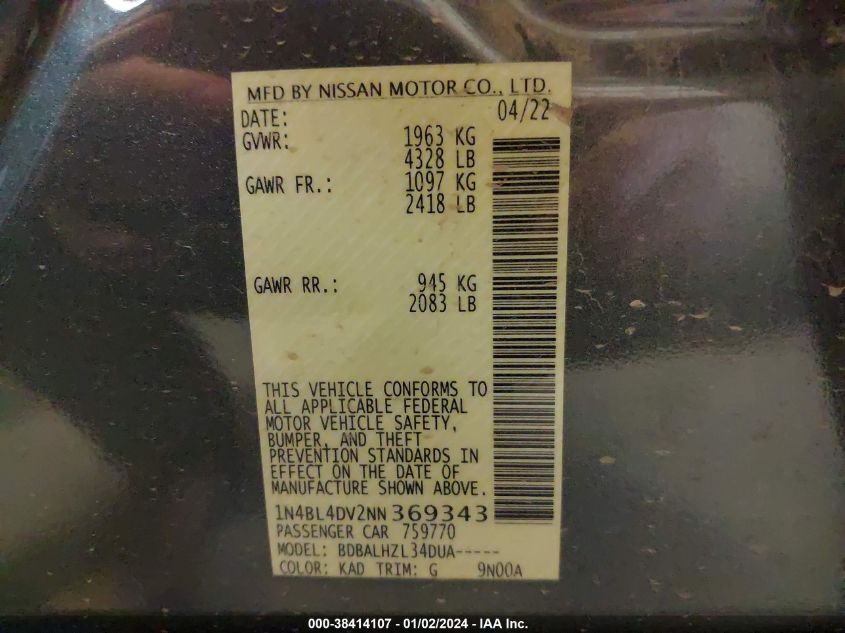 MFD BY NISSAN MOTOR CO., LTD.
DATE: 04/22
GVWR: 1963 KG
4328 LB
GAWR FR.: 1097 KG
2418 LB
GAWR RR.: 945 KG
2083 LB
THIS VEHICLE CONFORMS TO
ALL APPLICABLE FEDERAL
MOTOR VEHICLE SAFETY,
BUMPER, AND THEFT
PREVENTION STANDARDS IN
EFFECT ON THE DATE OF
MANUFACTURE SHOWN ABOVE.
1N4BL4DV2NN369343
PASSENGER CAR 759770
MODEL: BDBALHZL34DUA-----
COLOR: KAD TRIM: G 9N00A
000-38414107 - 01/02/2024 - IAA Inc.